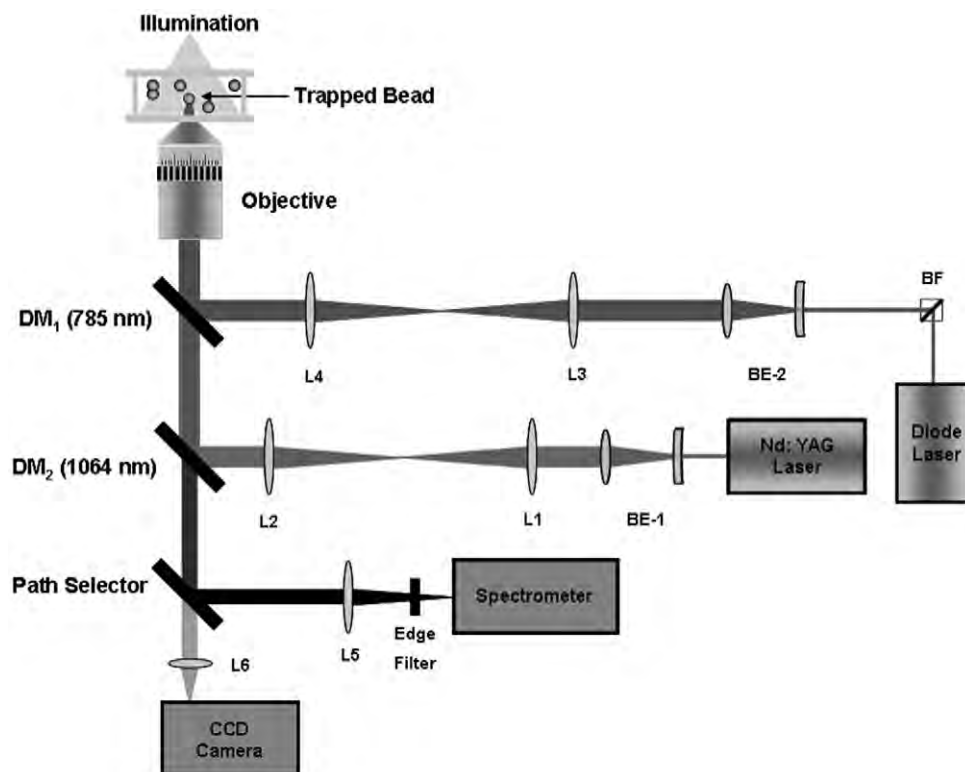 Illumination
Trapped Bead
Objective
BF
DM₁ (785 nm)
L4
L3
BE-2
Diode
Laser
Nd: YAG
Laser
DM₂ (1064 nm)
L2
L1
BE-1
Path Selector
Spectrometer
L5
Edge
Filter
L6
CCD
Camera